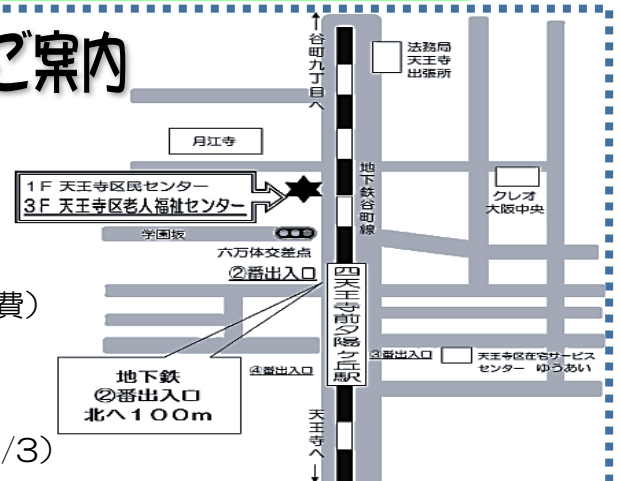 ご案内
↑谷町九丁目へ
法務局
天王寺
出張所
月江寺
地下鉄谷町線
1F 天王寺区民センター
3F 天王寺区老人福祉センター
クレオ
大阪中央
学園坂
六万体交差点
②番出入口
四天王寺前夕陽ヶ丘駅
費)
③番出入口
天王寺区在宅サービス
センター ゆうあい
④番出入口
地下鉄
②番出入口
北へ100m
天王寺へ↓
/3)